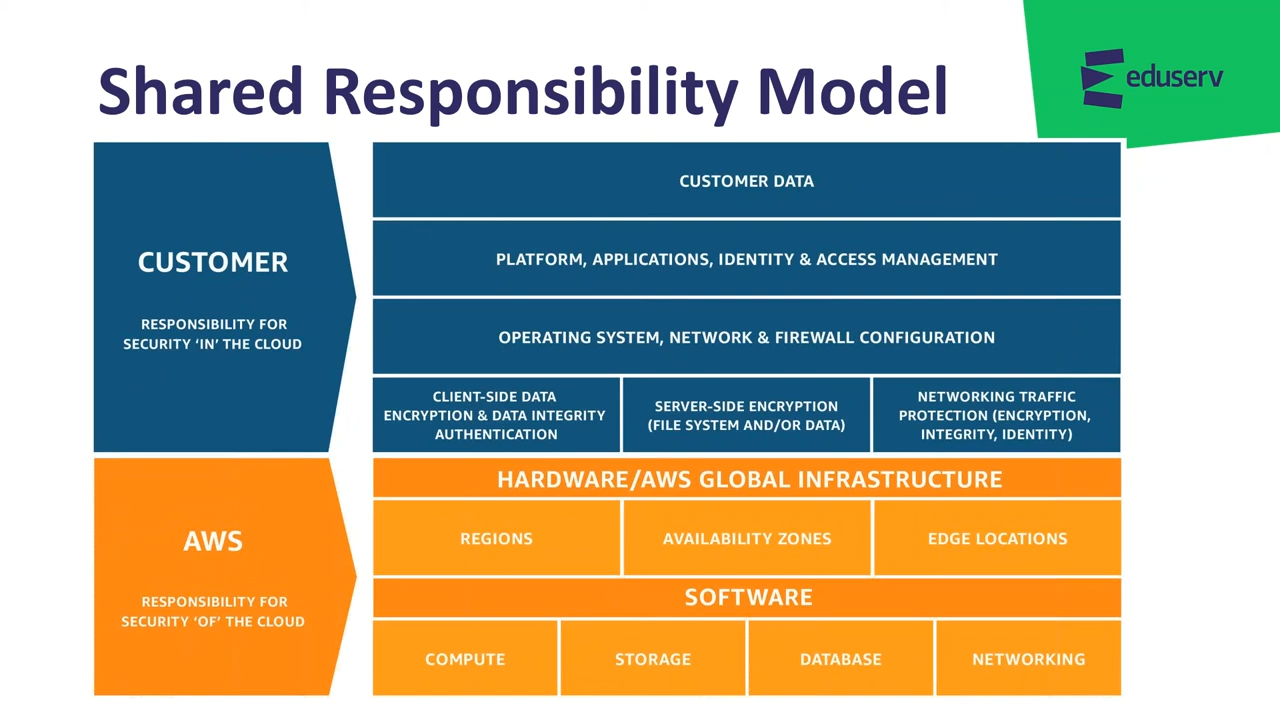 Shared Responsibility Model
eduserv
CUSTOMER
RESPONSIBILITY FOR
SECURITY ‘IN’ THE CLOUD
CUSTOMER DATA
PLATFORM, APPLICATIONS, IDENTITY & ACCESS MANAGEMENT
OPERATING SYSTEM, NETWORK & FIREWALL CONFIGURATION
CLIENT-SIDE DATA
ENCRYPTION & DATA INTEGRITY
AUTHENTICATION
SERVER-SIDE ENCRYPTION
(FILE SYSTEM AND/OR DATA)
NETWORKING TRAFFIC
PROTECTION (ENCRYPTION,
INTEGRITY, IDENTITY)
AWS
RESPONSIBILITY FOR
SECURITY ‘OF’ THE CLOUD
HARDWARE/AWS GLOBAL INFRASTRUCTURE
REGIONS
AVAILABILITY ZONES
EDGE LOCATIONS
SOFTWARE
COMPUTE
STORAGE
DATABASE
NETWORKING